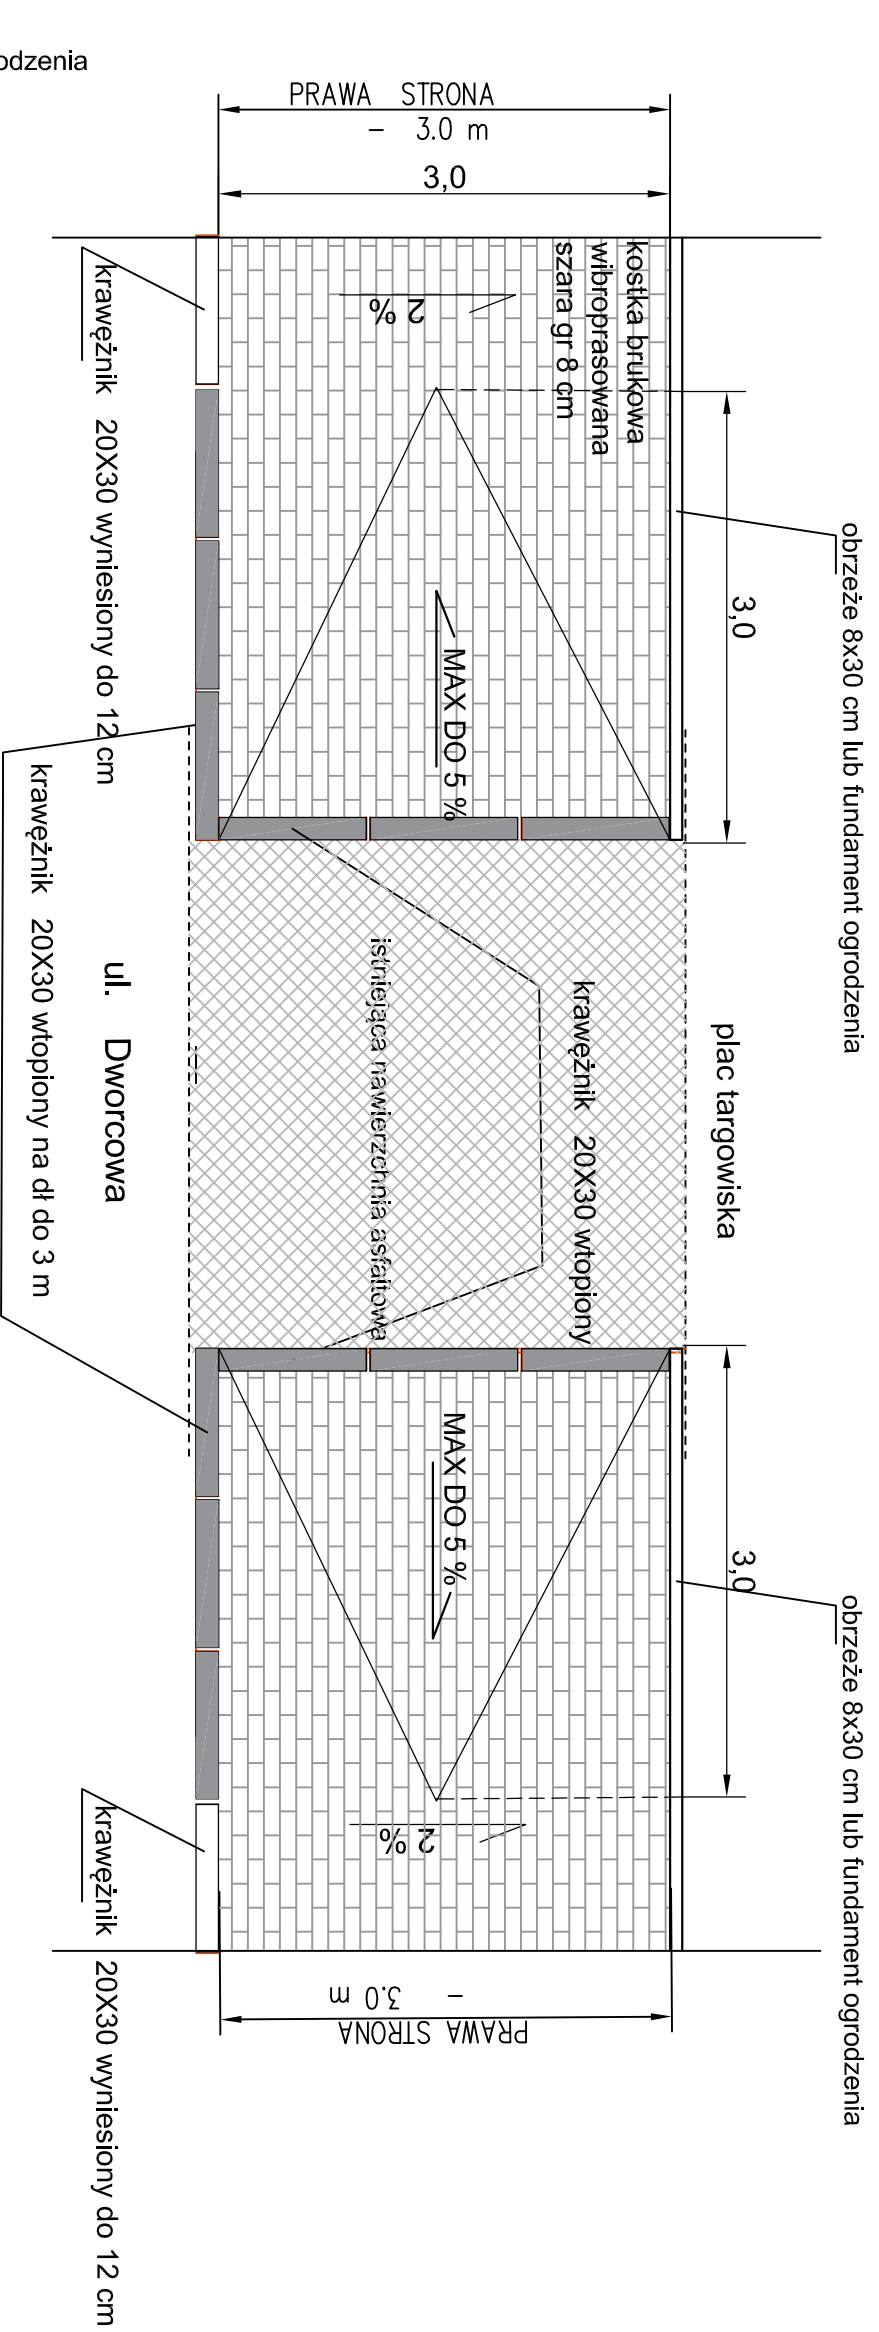 odzenia
PRAWA STRONA
- 3.0 m
3,0
kostka brukowa
wibroprasowana
szara gr 8 cm
2 %
krawężnik 20X30 wyniesiony do 12 cm
obrzeże 8x30 cm lub fundament ogrodzenia
3,0
MAX DO 5 %
krawężnik 20X30 wtopiony na dł do 3 m
ul. Dworcowa
istniejąca nawierzchnia asfaltowa
krawężnik 20X30 wtopiony
plac targowiska
MAX DO 5 %
3,0
obrzeże 8x30 cm lub fundament ogrodzenia
2 %
krawężnik 20X30 wyniesiony do 12 cm
- 3.0 m
PRAWA STRONA